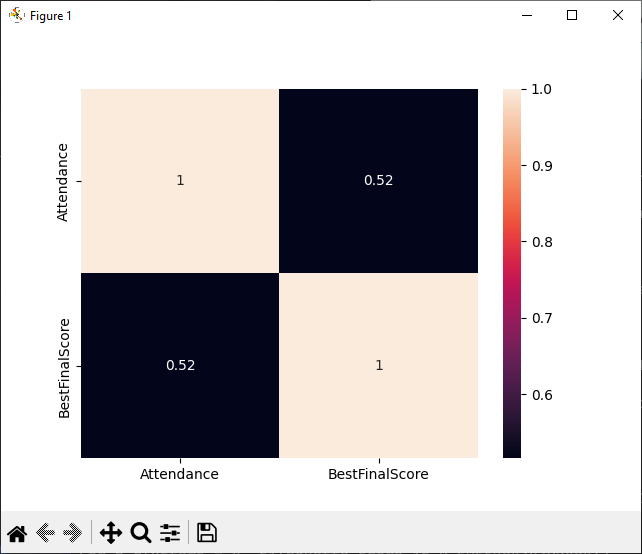 Figure 1
1.0
Attendance
1
0.52
0.9
0.8
0.7
BestFinalScore
0.52
1
0.6
Attendance
BestFinalScore